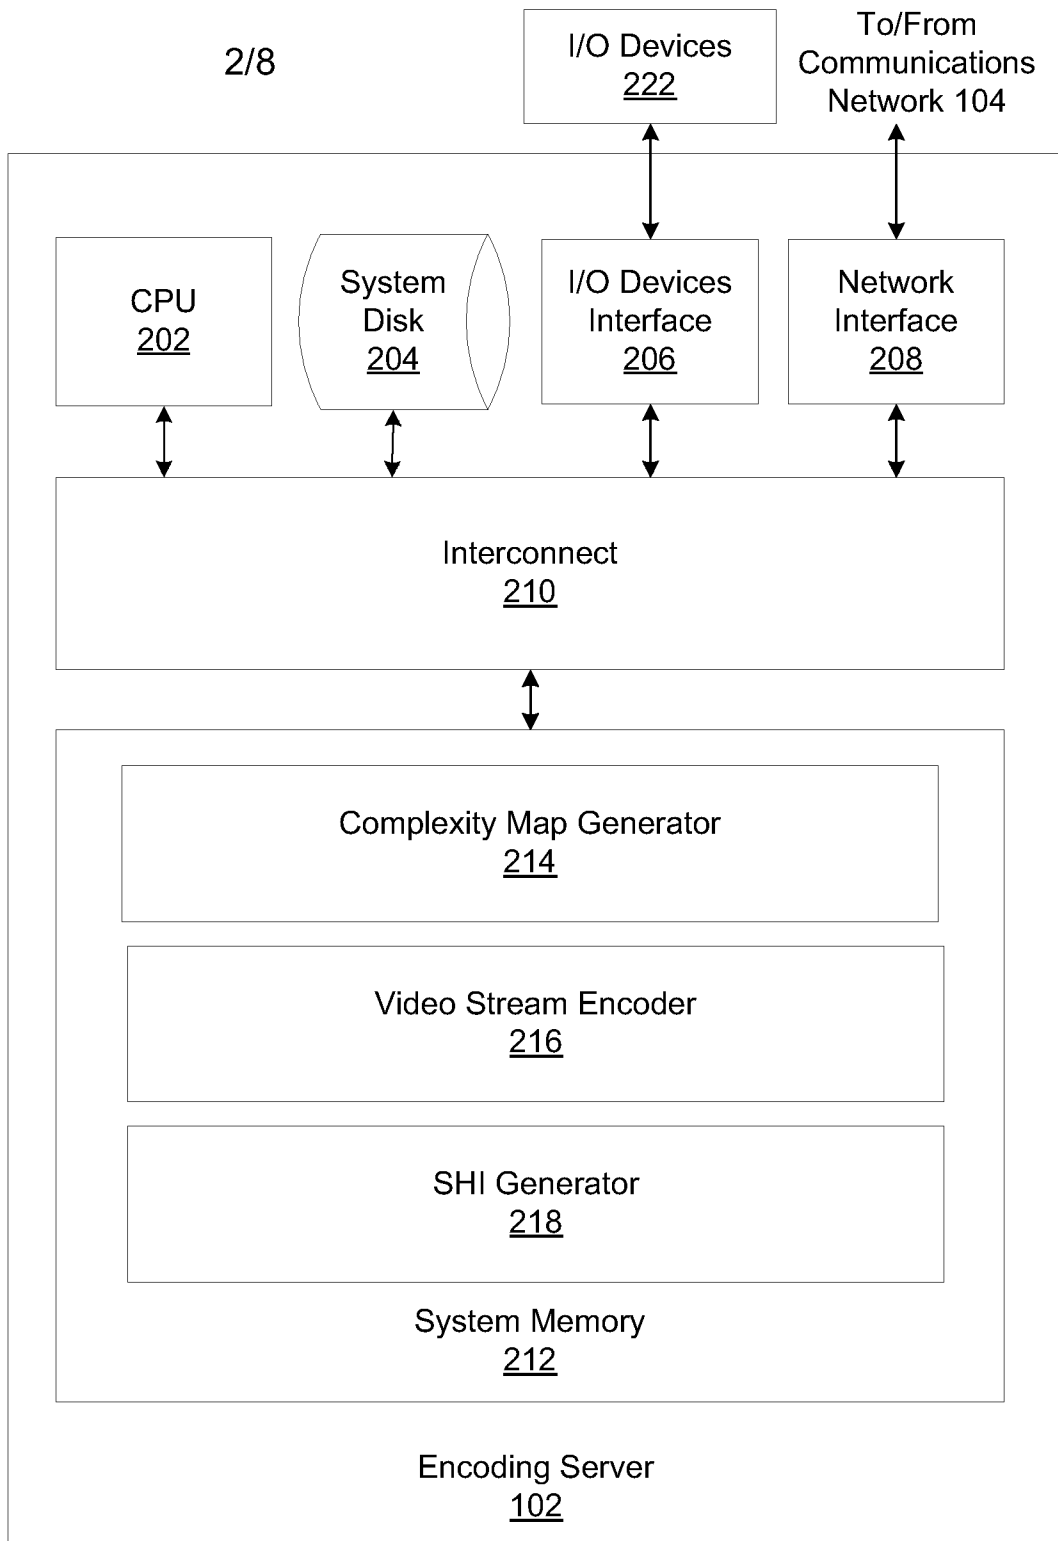 2/8
I/O Devices
222
To/From
Communications
Network 104
CPU
202
System
Disk
204
I/O Devices
Interface
206
Network
Interface
208
Interconnect
210
Complexity Map Generator
214
Video Stream Encoder
216
SHI Generator
218
System Memory
212
Encoding Server
102